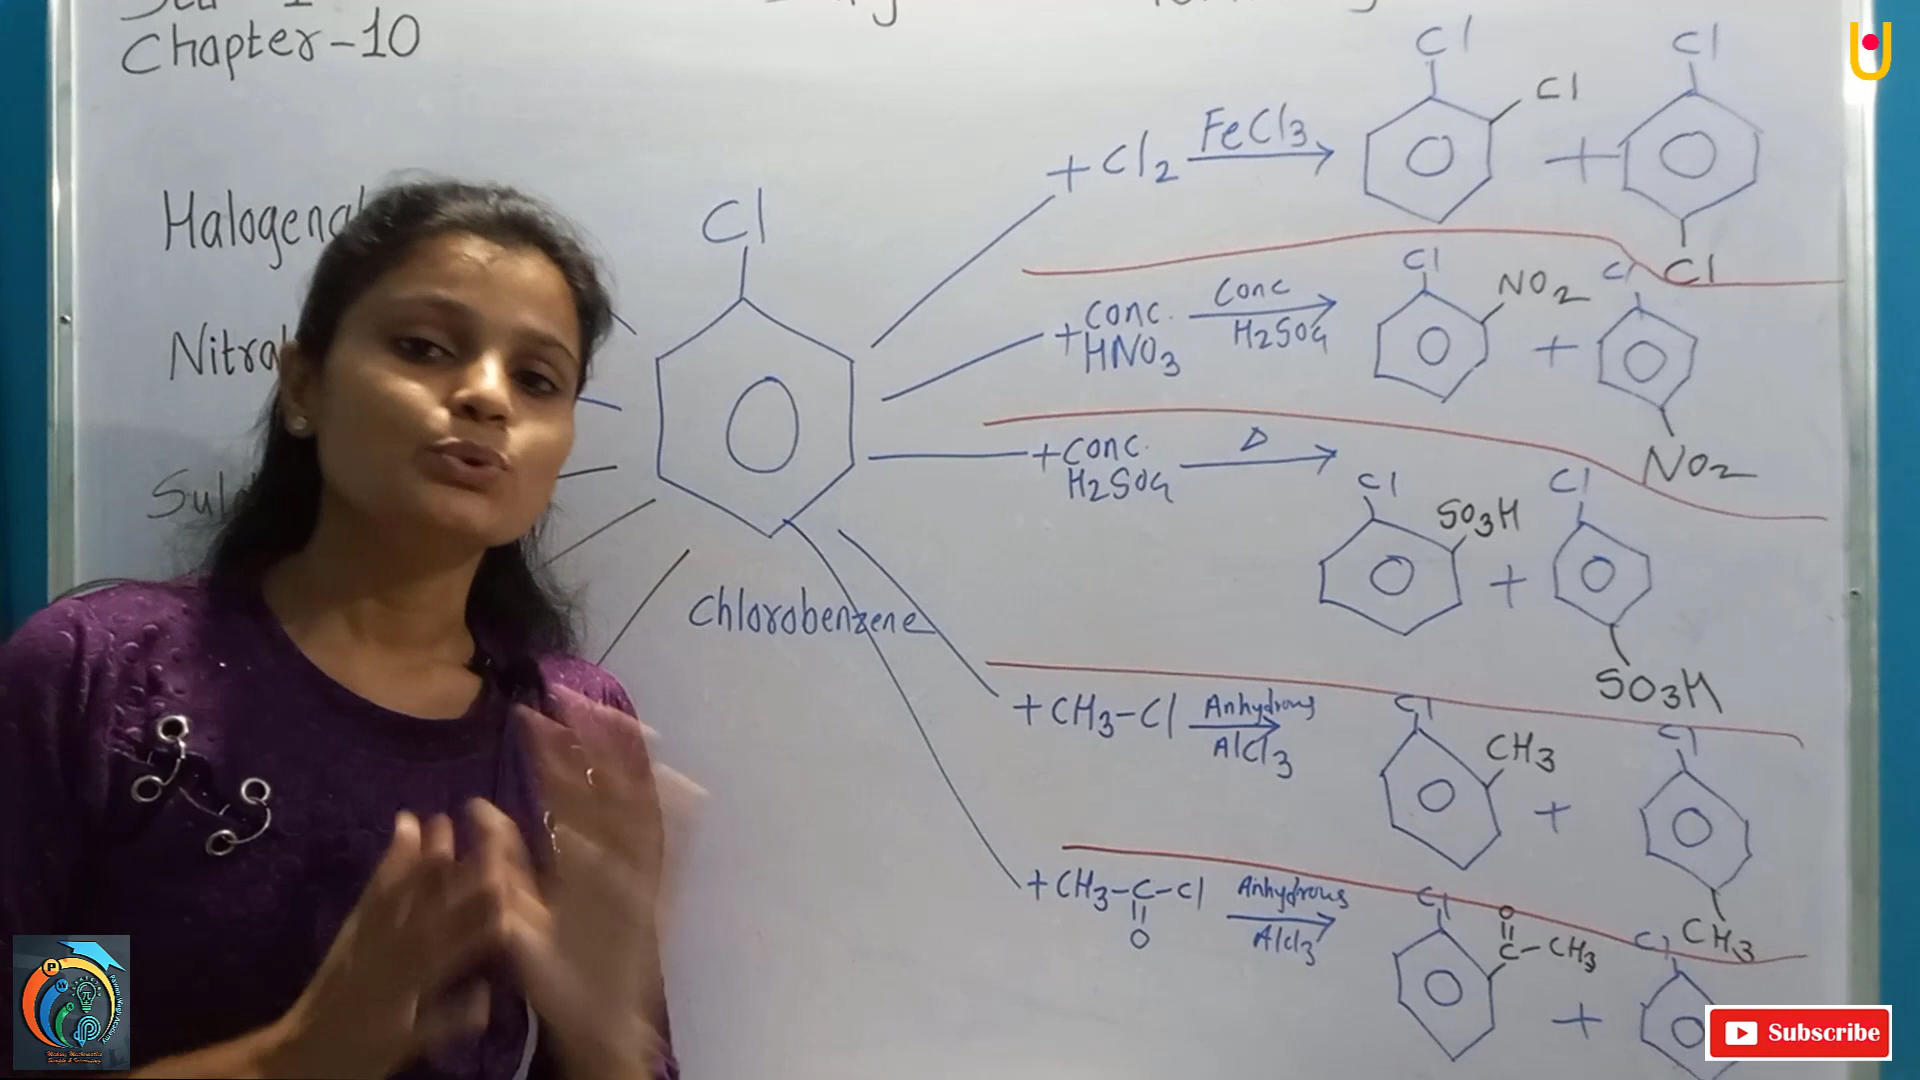 Chapter-10
Cl
Cl
Cl
+ Cl2 FeCl3
+
Cl
Halogena
Cl
+ Conc. HNO3 Conc H2SO4
Cl
NO2
+
Cl
NO2
Nitra
+ Conc. H2SO4 Δ
Cl
SO3H
+
Cl
SO3H
Sul
Chlorobenzene
+ CH3-Cl Anhydrous AlCl3
Cl
CH3
+
Cl
CH3
+ CH3-C-Cl Anhydrous AlCl3
O
Cl
O
C-CH3
+
Cl
Subscribe